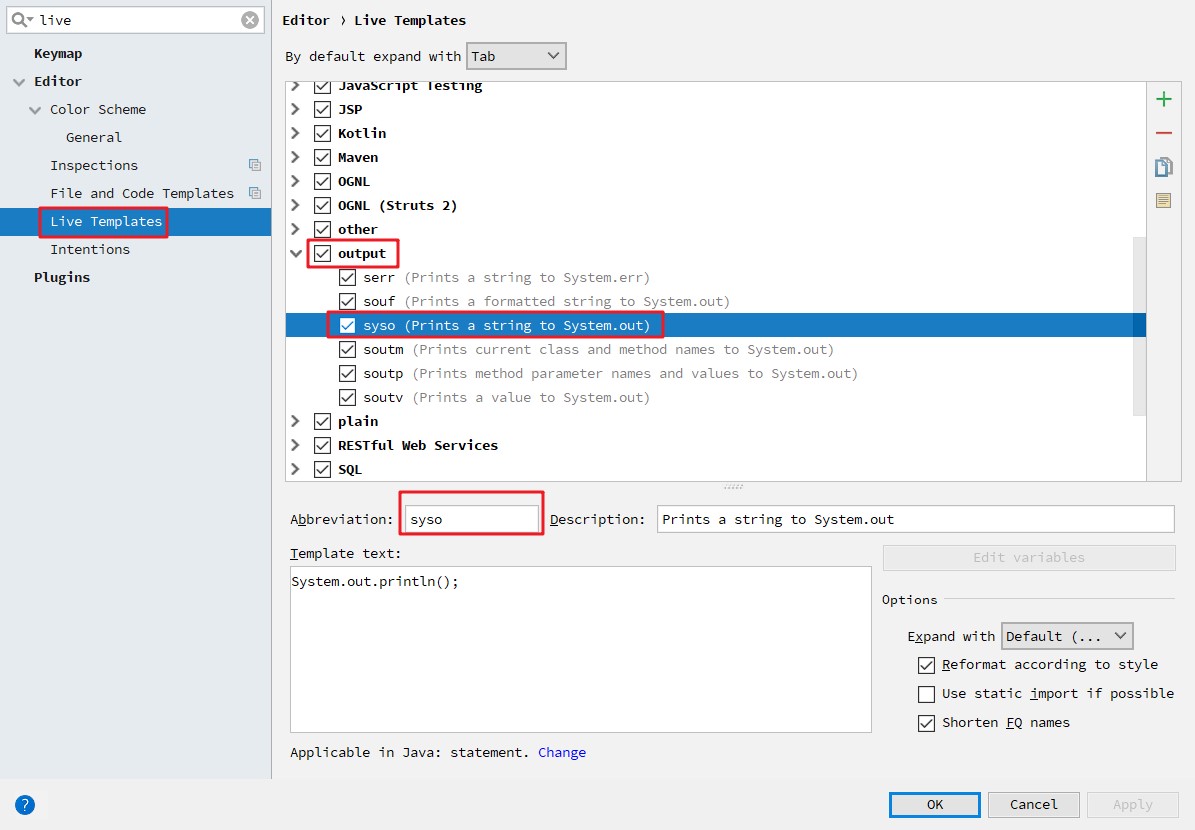 live
Keymap
Editor
Color Scheme
General
Inspections
File and Code Templates
Live Templates
Intentions
Plugins
Editor › Live Templates
By default expand with Tab
JavaScript Testing
JSP
Kotlin
Maven
OGNL
OGNL (Struts 2)
other
output
serr (Prints a string to System.err)
souf (Prints a formatted string to System.out)
syso (Prints a string to System.out)
soutm (Prints current class and method names to System.out)
soutp (Prints method parameter names and values to System.out)
soutv (Prints a value to System.out)
plain
RESTful Web Services
SQL
Abbreviation: syso Description: Prints a string to System.out
Template text:
Edit variables
System.out.println();
Options
Expand with Default (...
Reformat according to style
Use static import if possible
Shorten FQ names
Applicable in Java: statement. Change
?
OK Cancel Apply